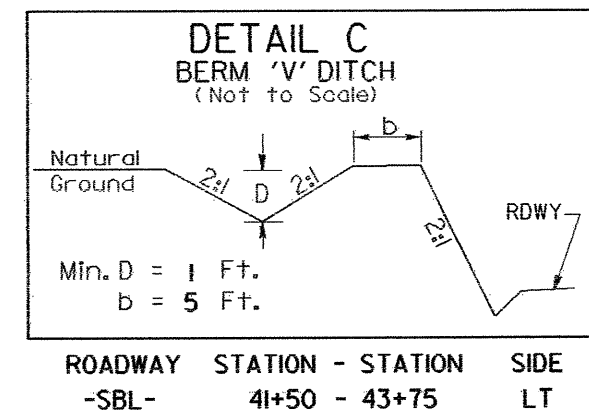 DETAIL C
BERM 'V' DITCH
(Not to Scale)
b
Natural
Ground
2:1
D
2:1
2:1
RDWY
Min. D = 1 Ft.
b = 5 Ft.
ROADWAY STATION - STATION SIDE
-SBL- 41+50 - 43+75 LT